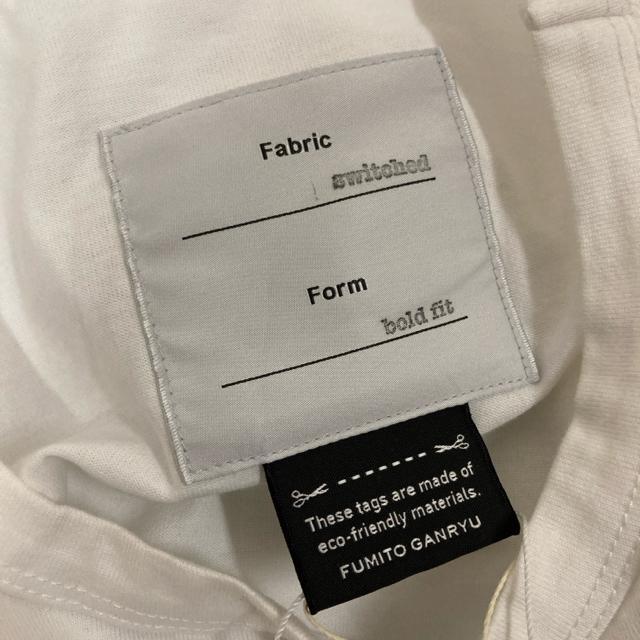 Fabric
switched
Form
bold fit
These tags are made of
eco-friendly materials.
FUMITO GANRYU